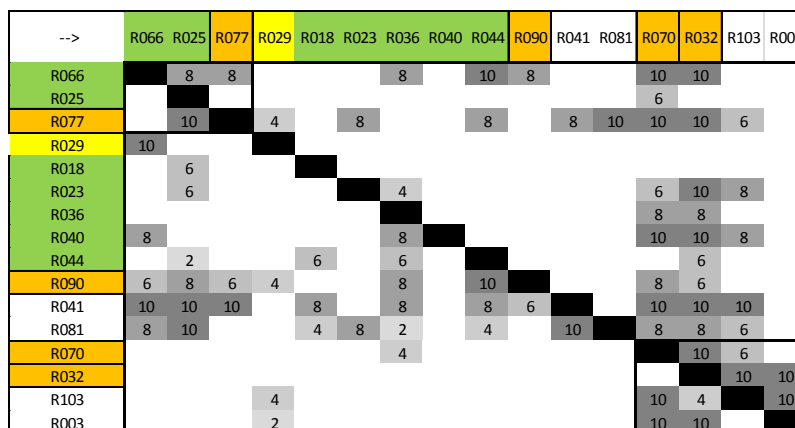 --> R066 R025 R077 R029 R018 R023 R036 R040 R044 R090 R041 R081 R070 R032 R103 R00
R066 8 8 8 10 8 10 10
R025 6
R077 10 4 8 8 8 10 10 10 6
R029 10
R018 6
R023 6 4 6 10 8
R036 8 8
R040 8 8 10 10 8
R044 2 6 6 6
R090 6 8 6 4 8 10 8 6
R041 10 10 10 8 8 8 6 10 10 10
R081 8 10 4 8 2 4 10 8 8 6
R070 4 10 6
R032 10 10
R103 4 10 4 10
R003 2 10 10